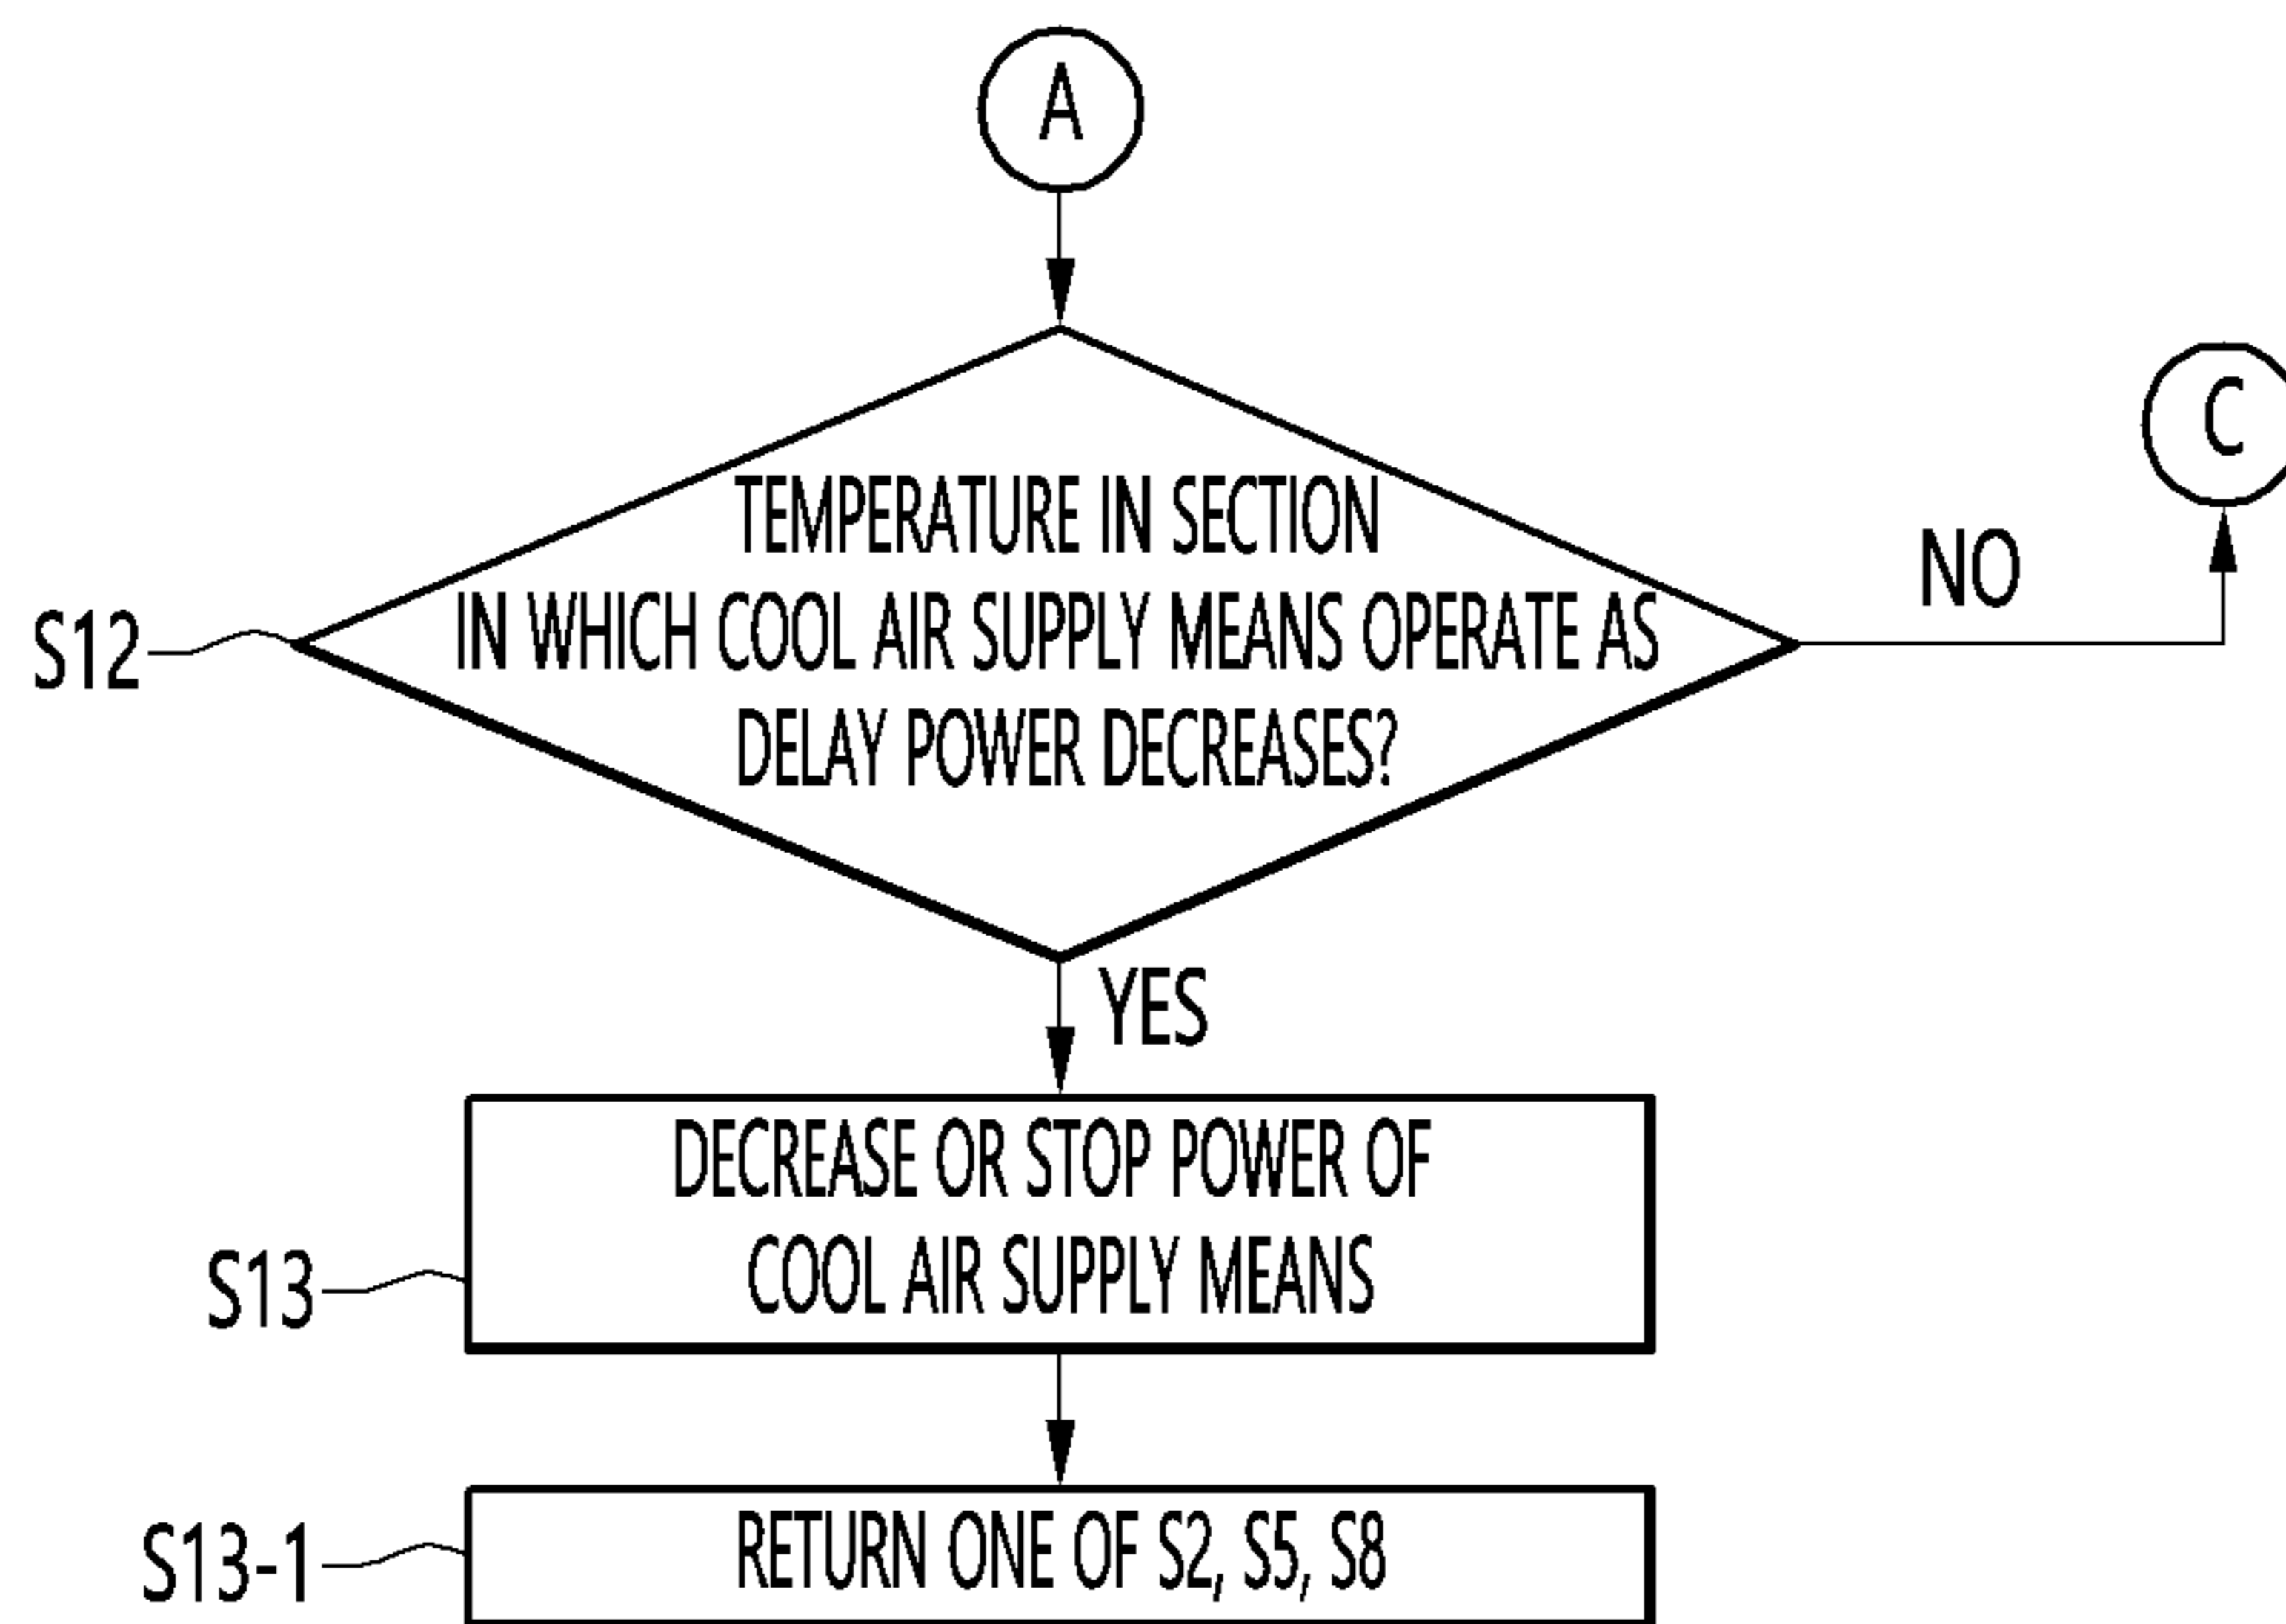 A
C
TEMPERATURE IN SECTION
IN WHICH COOL AIR SUPPLY MEANS OPERATE AS
DELAY POWER DECREASES?
NO
S12
YES
DECREASE OR STOP POWER OF
COOL AIR SUPPLY MEANS
S13
RETURN ONE OF S2, S5, S8
S13-1